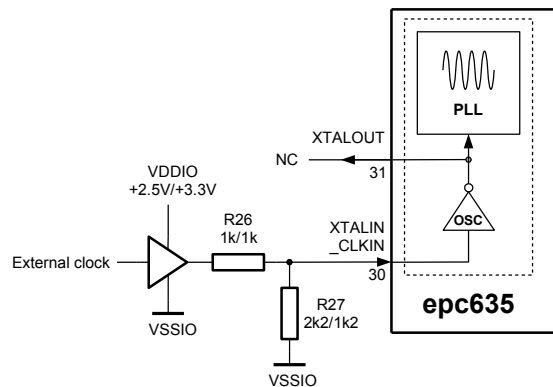 PLL
XTALOUT
NC
31
VDDIO
+2.5V/+3.3V
R26
1k/1k
XTALIN
_CLKIN
OSC
External clock
30
R27
2k2/1k2
epc635
VSSIO
VSSIO